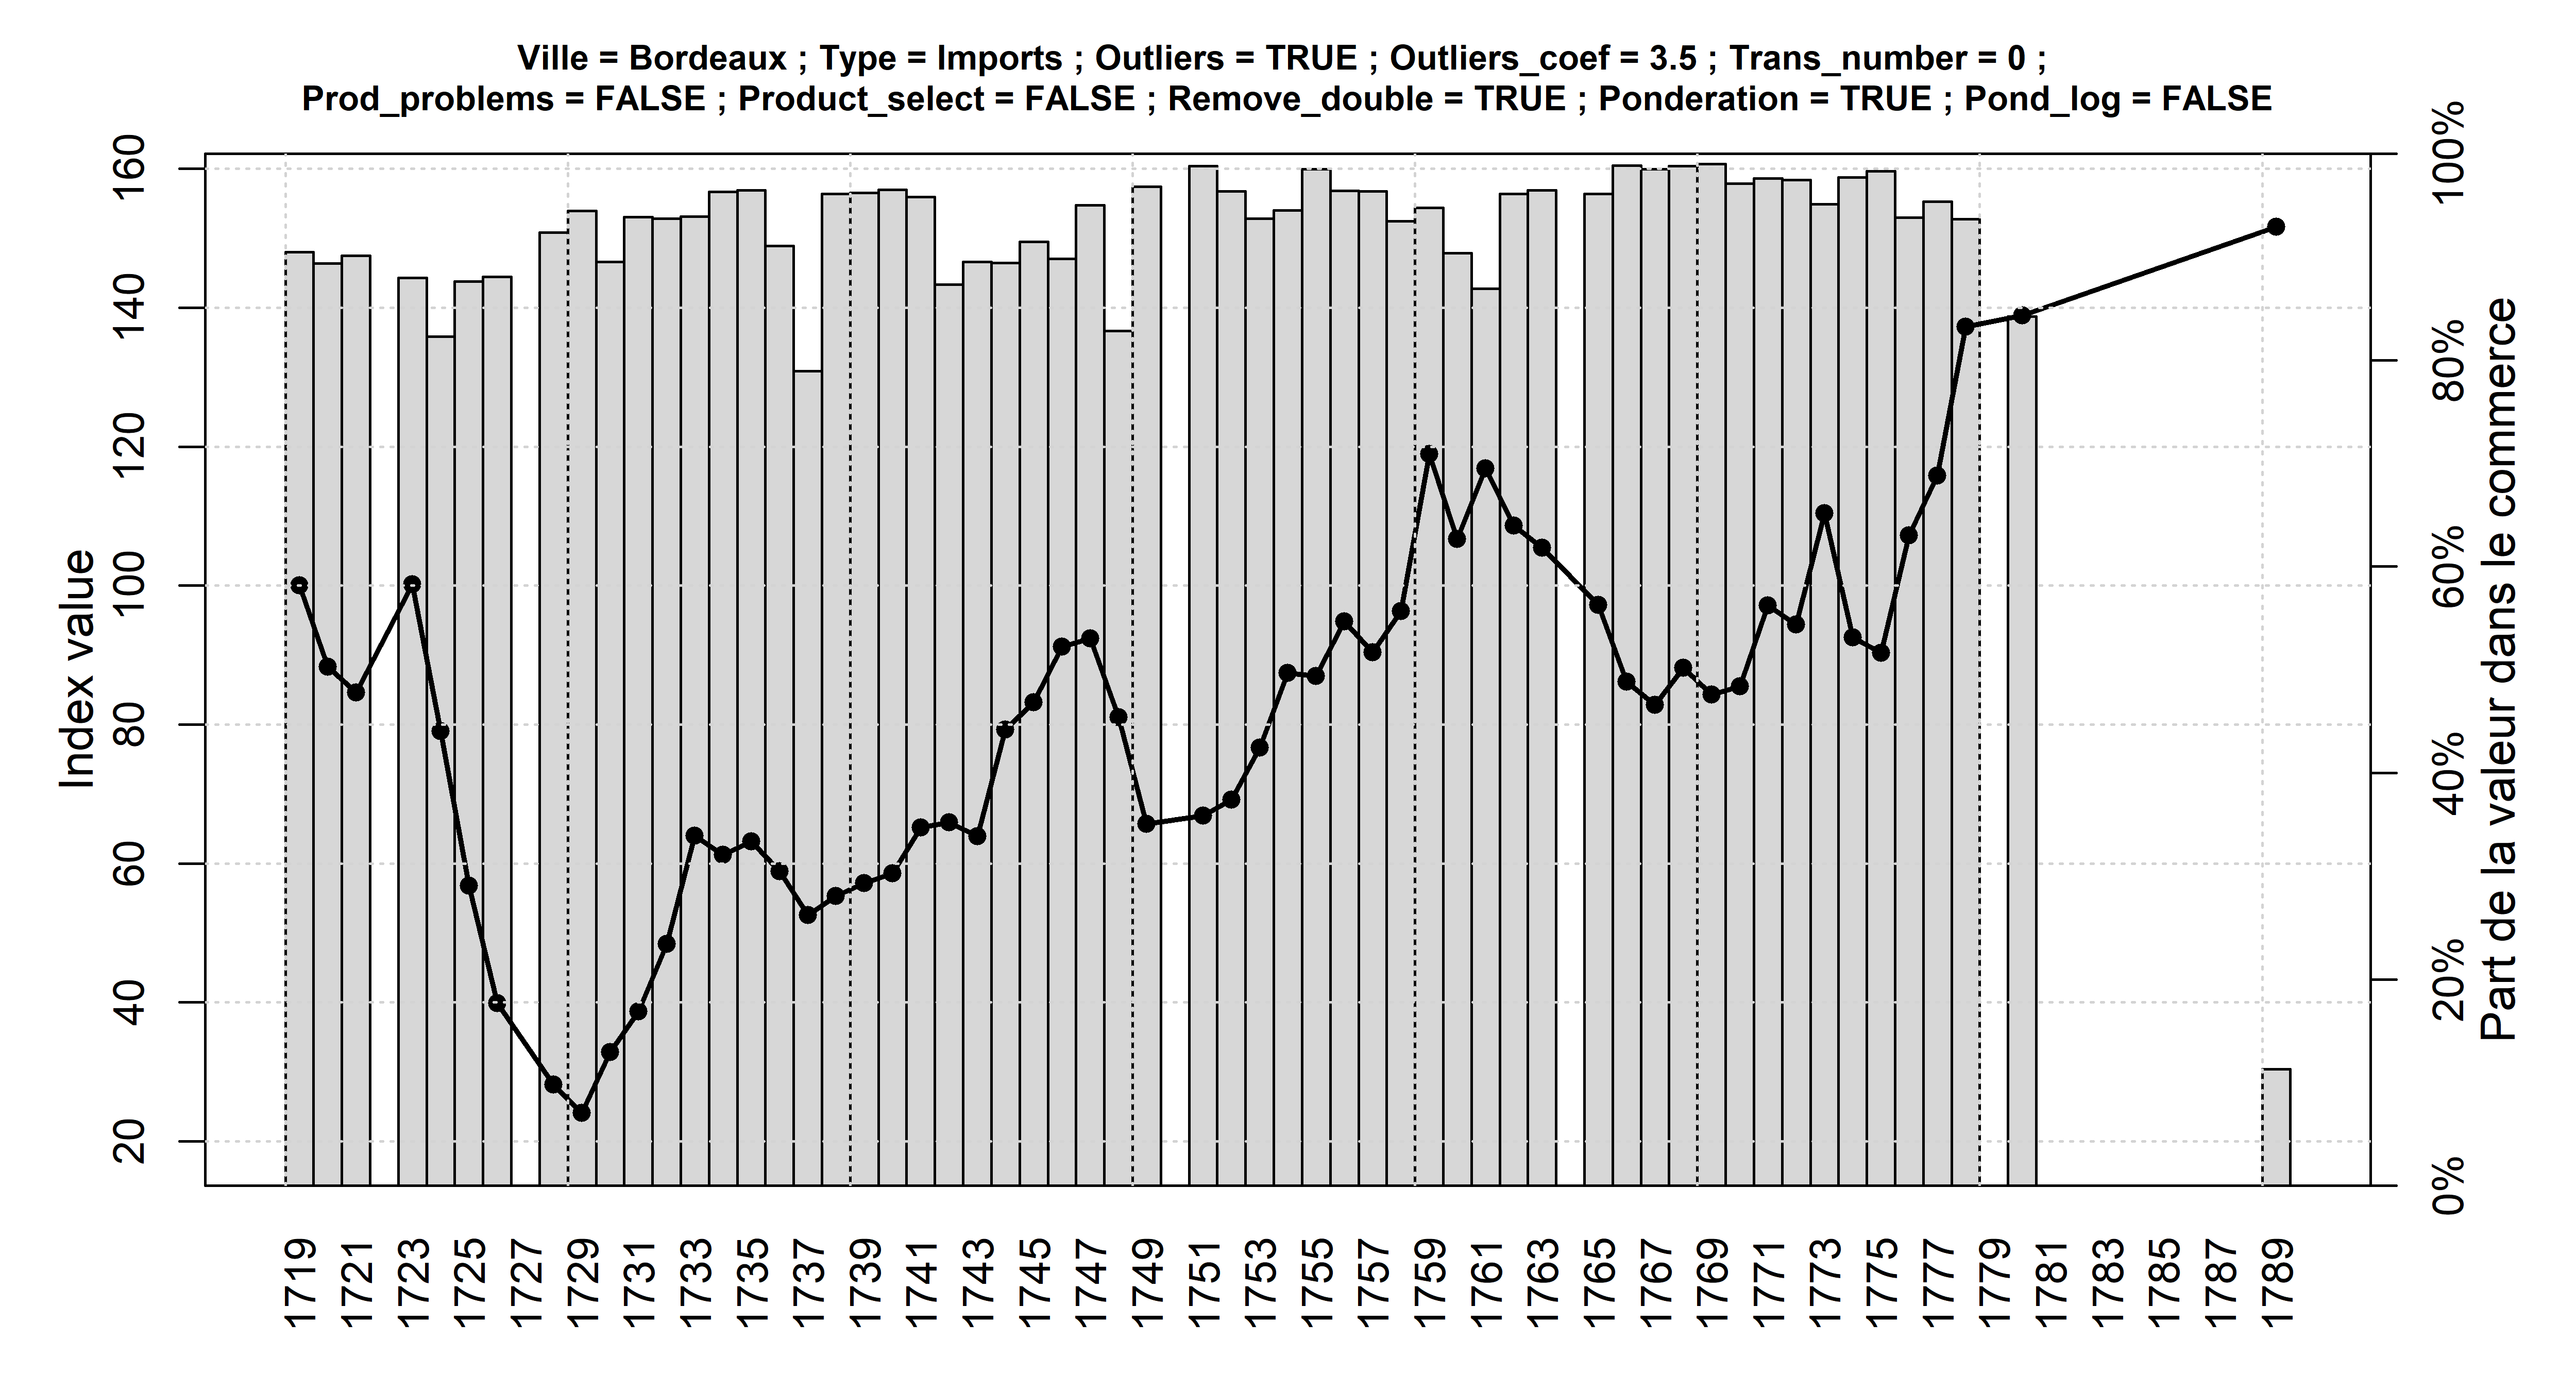 Ville = Bordeaux ; Type = Imports ; Outliers = TRUE ; Outliers_coef = 3.5 ; Trans_number = 0 ;
Prod_problems = FALSE ; Product_select = FALSE ; Remove_double = TRUE ; Ponderation = TRUE ; Pond_log = FALSE
Index value
160
140
120
100
80
60
40
20
100%
80%
60%
40%
20%
0%
Part de la valeur dans le commerce
1719 1721 1723 1725 1727 1729 1731 1733 1735 1737 1739 1741 1743 1745 1747 1749 1751 1753 1755 1757 1759 1761 1763 1765 1767 1769 1771 1773 1775 1777 1779 1781 1783 1785 1787 1789